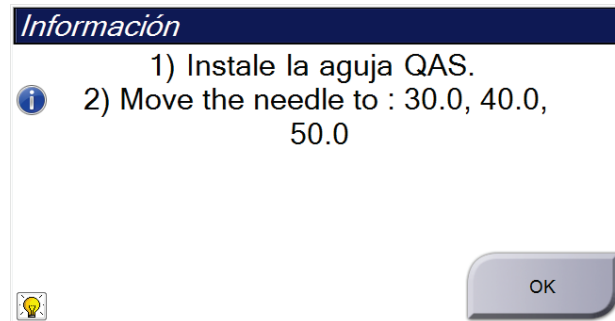 Información
1) Instale la aguja QAS.
2) Move the needle to : 30.0, 40.0,
50.0
OK